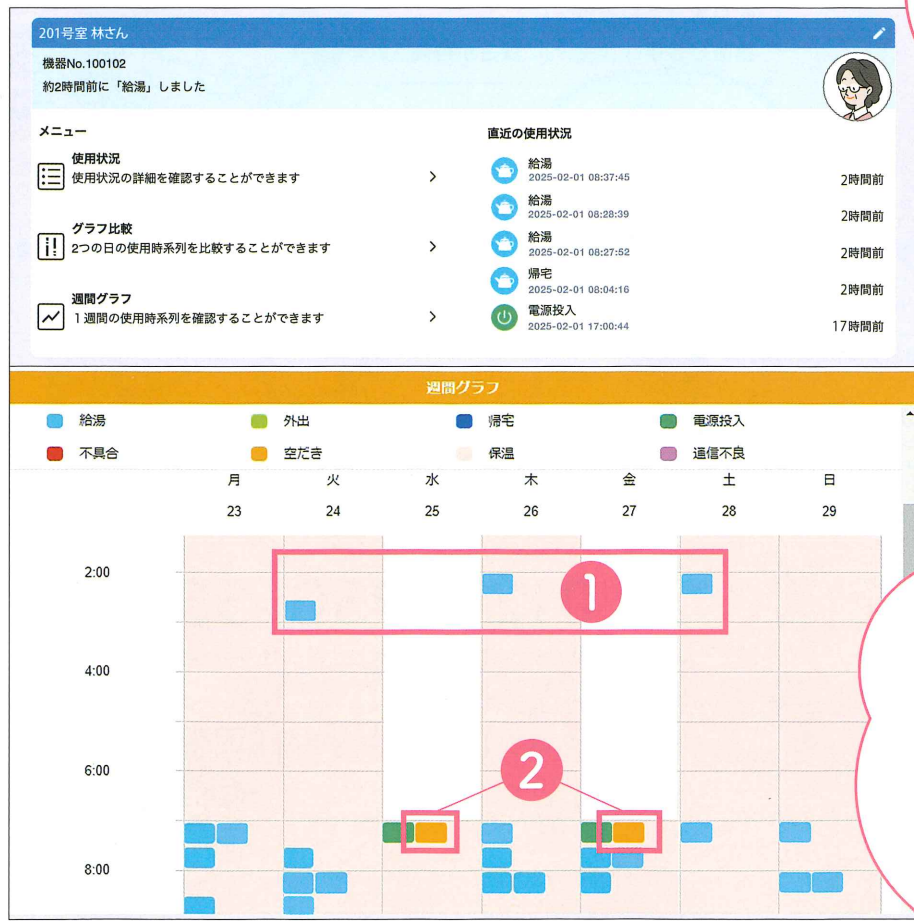 201号室 林さん
機器No.100102
約2時間前に「給湯」しました
メニュー
使用状況
使用状況の詳細を確認することができます
グラフ比較
2つの日の使用時系列を比較することができます
週間グラフ
1週間の使用時系列を確認することができます
直近の使用状況
給湯
2025-02-01 08:37:45
2時間前
給湯
2025-02-01 08:28:39
2時間前
給湯
2025-02-01 08:27:52
2時間前
帰宅
2025-02-01 08:04:16
2時間前
電源投入
2025-02-01 17:00:44
17時間前
週間グラフ
給湯 外出 帰宅 電源投入
不具合 空だき 保温 通信不良
月 火 水 木 金 土 日
23 24 25 26 27 28 29
2:00
1
4:00
6:00
2
8:00